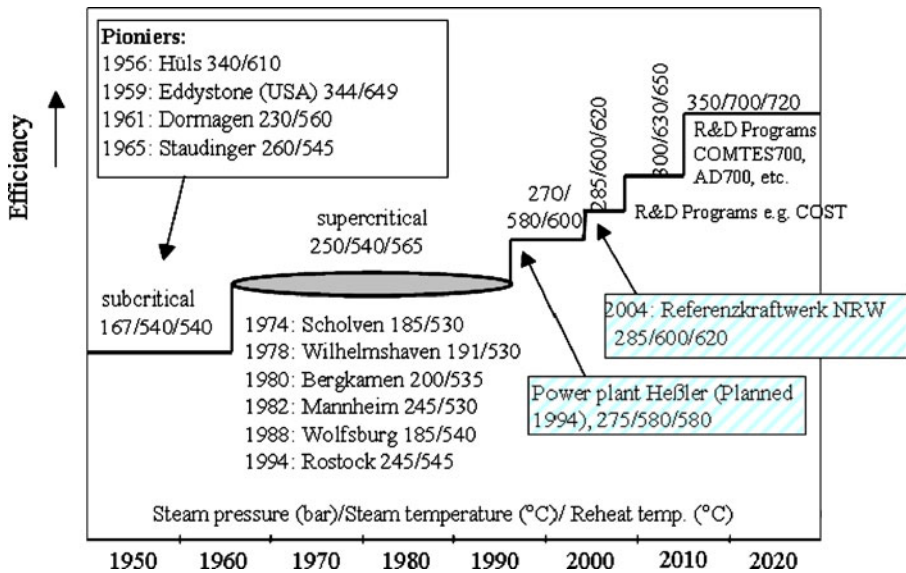 Pioniers:
1956: Hüls 340/610
1959: Eddystone (USA) 344/649
1961: Dormagen 230/560
1965: Staudinger 260/545
Efficiency
subcritical
167/540/540
supercritical
250/540/565
270/
580/600
285/600/620
300/630/650
350/700/720
R&D Programs
COMTES700,
AD700, etc.
R&D Programs e.g. COST
2004: Referenzkraftwerk NRW
285/600/620
Power plant Heßler (Planned
1994), 275/580/580
1974: Scholven 185/530
1978: Wilhelmshaven 191/530
1980: Bergkamen 200/535
1982: Mannheim 245/530
1988: Wolfsburg 185/540
1994: Rostock 245/545
Steam pressure (bar)/Steam temperature (°C)/ Reheat temp. (°C)
1950 1960 1970 1980 1990 2000 2010 2020